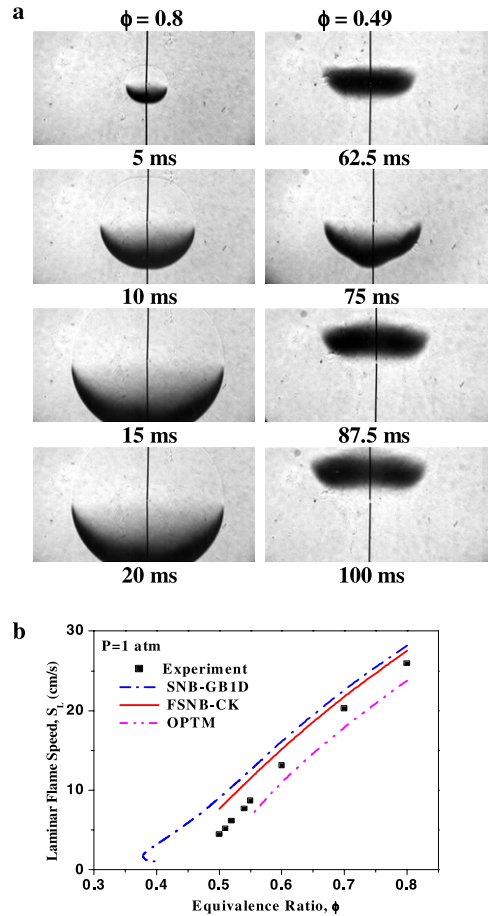 a
ϕ = 0.8
ϕ = 0.49
5 ms
62.5 ms
10 ms
75 ms
15 ms
87.5 ms
20 ms
100 ms
b
Laminar Flame Speed, S_L (cm/s)
30
20
10
0
P=1 atm
Experiment
SNB-GB1D
FSNB-CK
OPTM
0.3
0.4
0.5
0.6
0.7
0.8
Equivalence Ratio, ϕ